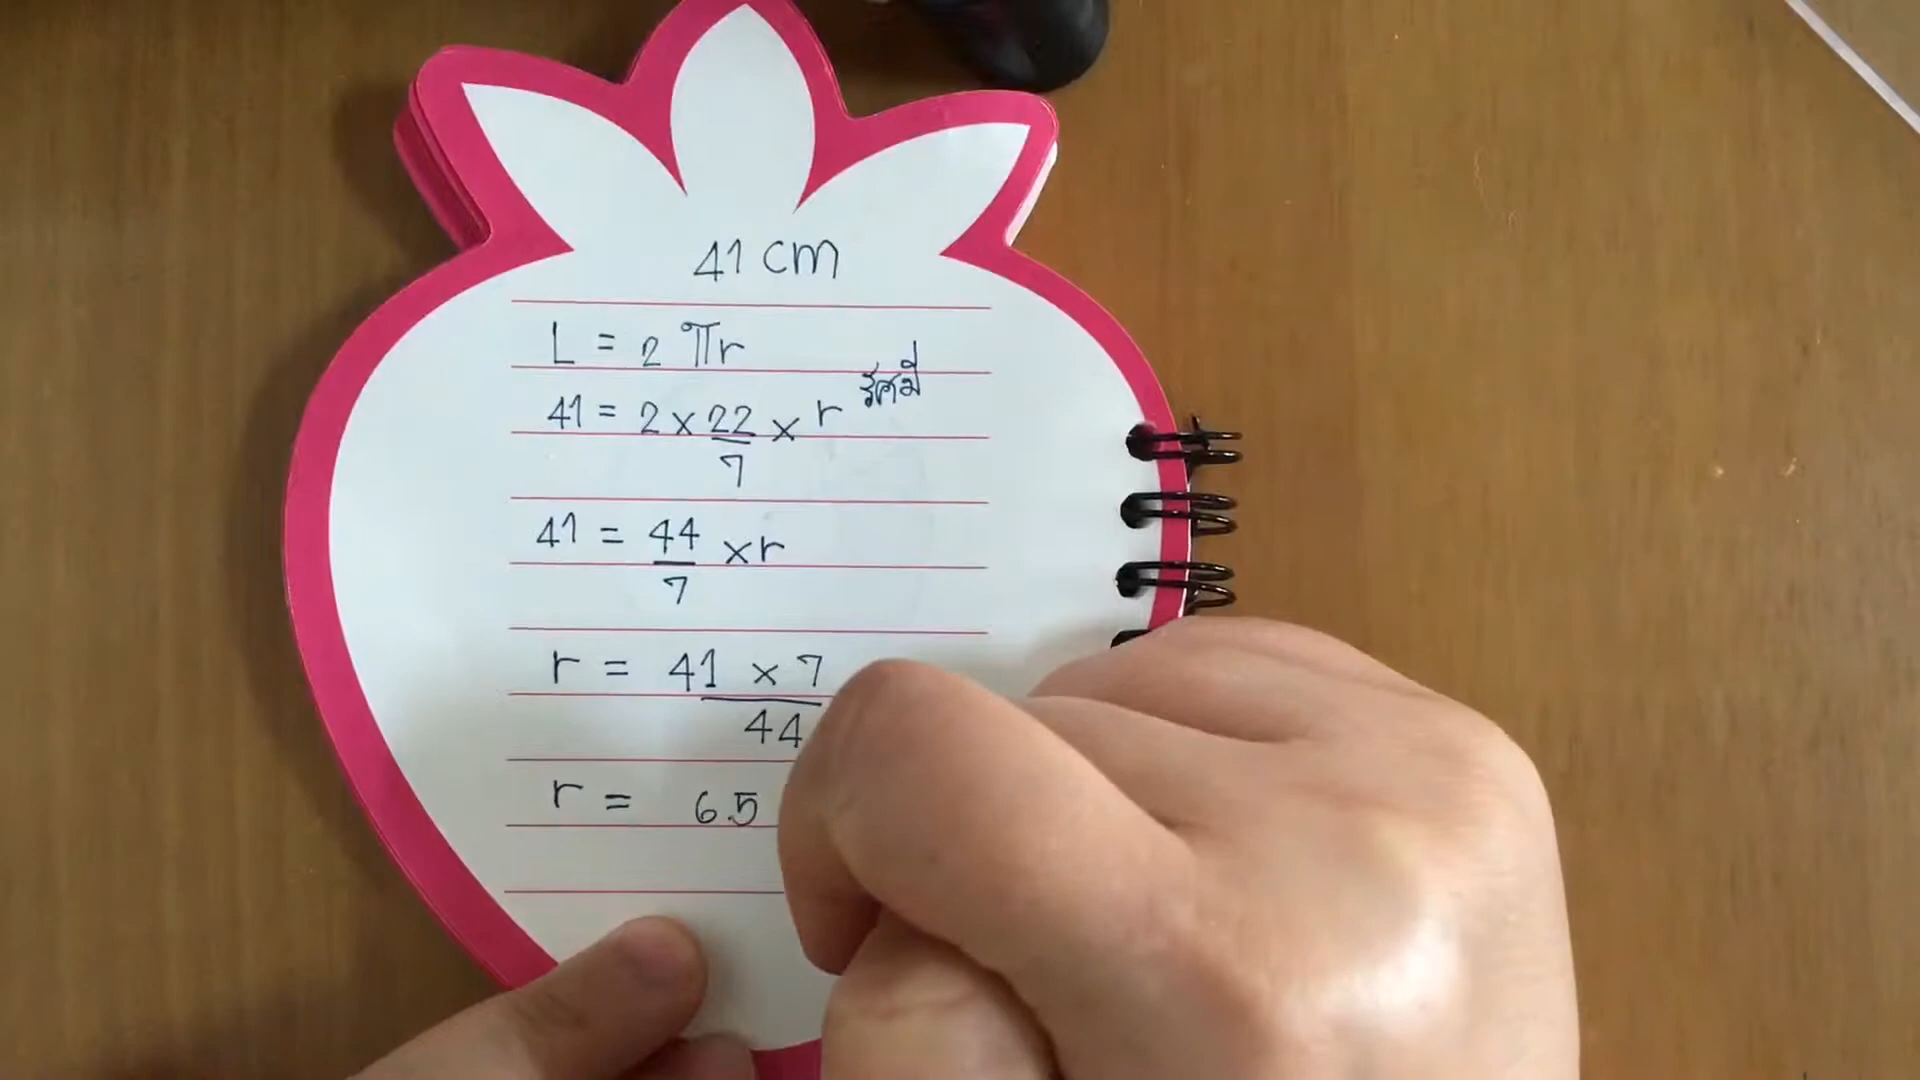 41 cm
L = 2 πr
รัศมี
41 = 2 × 22/7 × r
41 = 44/7 × r
r = 41 × 7/44
r = 6.5